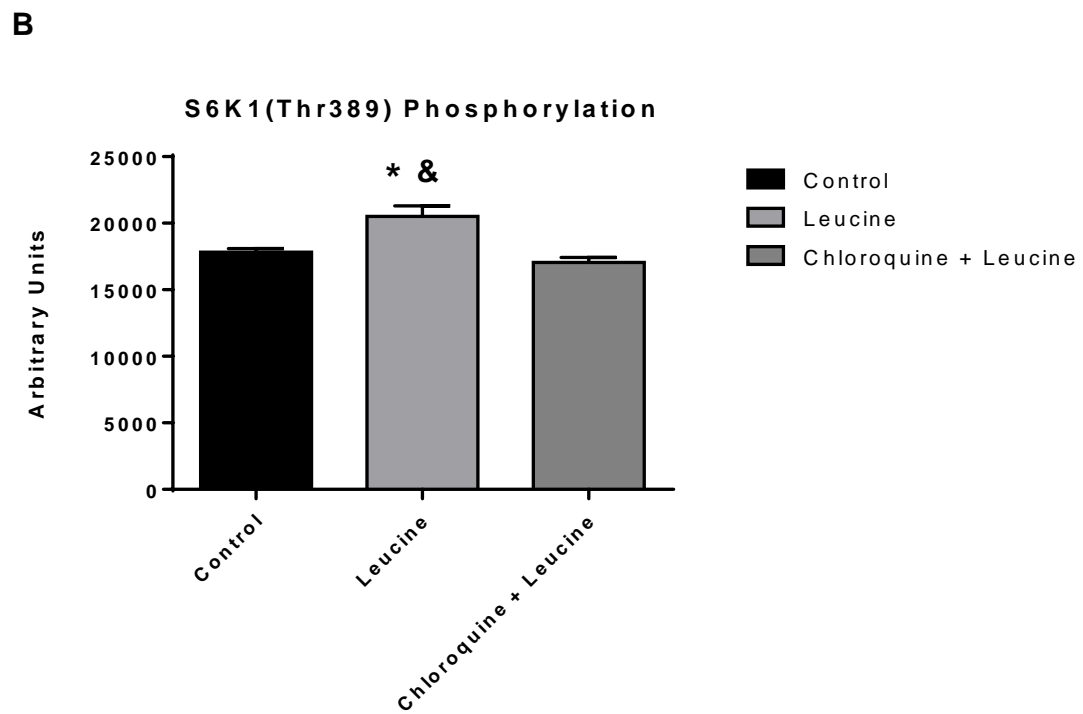 B
S6K1(Thr389) Phosphorylation
* &
25000
20000
15000
10000
5000
0
Arbitrary Units
Control
Leucine
Chloroquine + Leucine
Control
Leucine
Chloroquine + Leucine